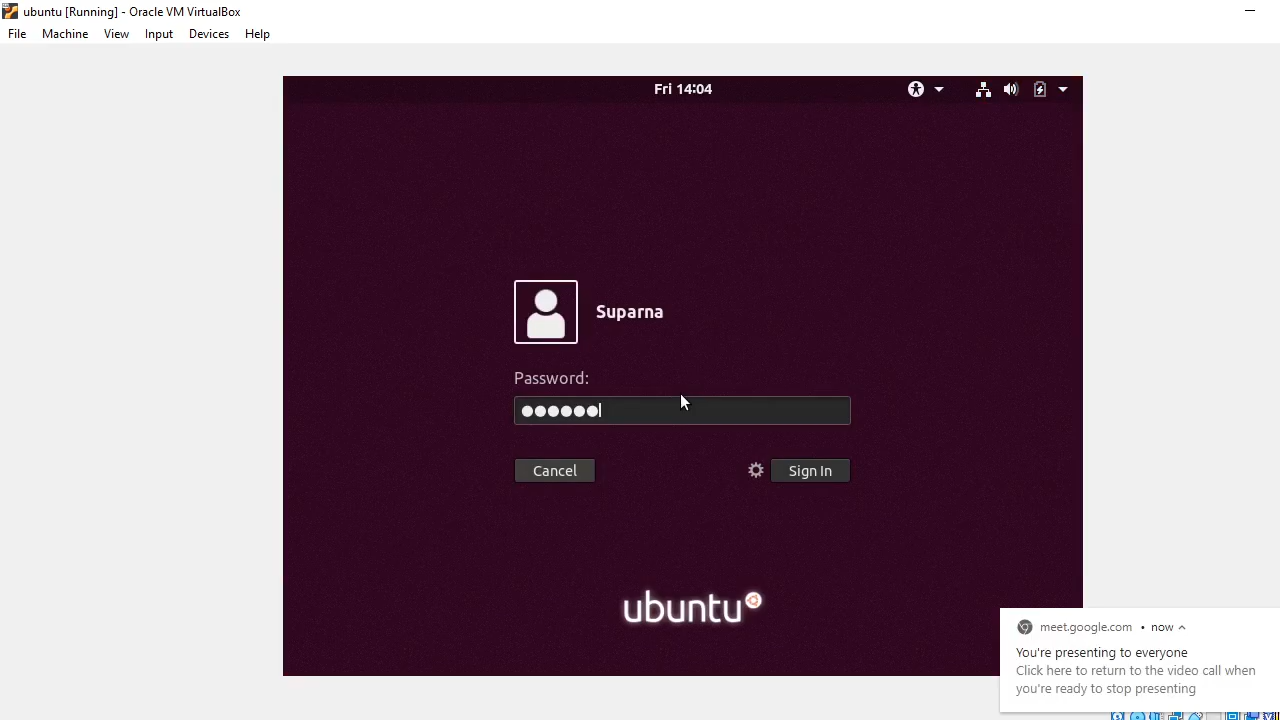 ubuntu [Running] - Oracle VM VirtualBox
File Machine View Input Devices Help
Fri 14:04
Suparna
Password:
●●●●●●
Cancel Sign In
ubuntu
meet.google.com • now
You're presenting to everyone
Click here to return to the video call when
you're ready to stop presenting